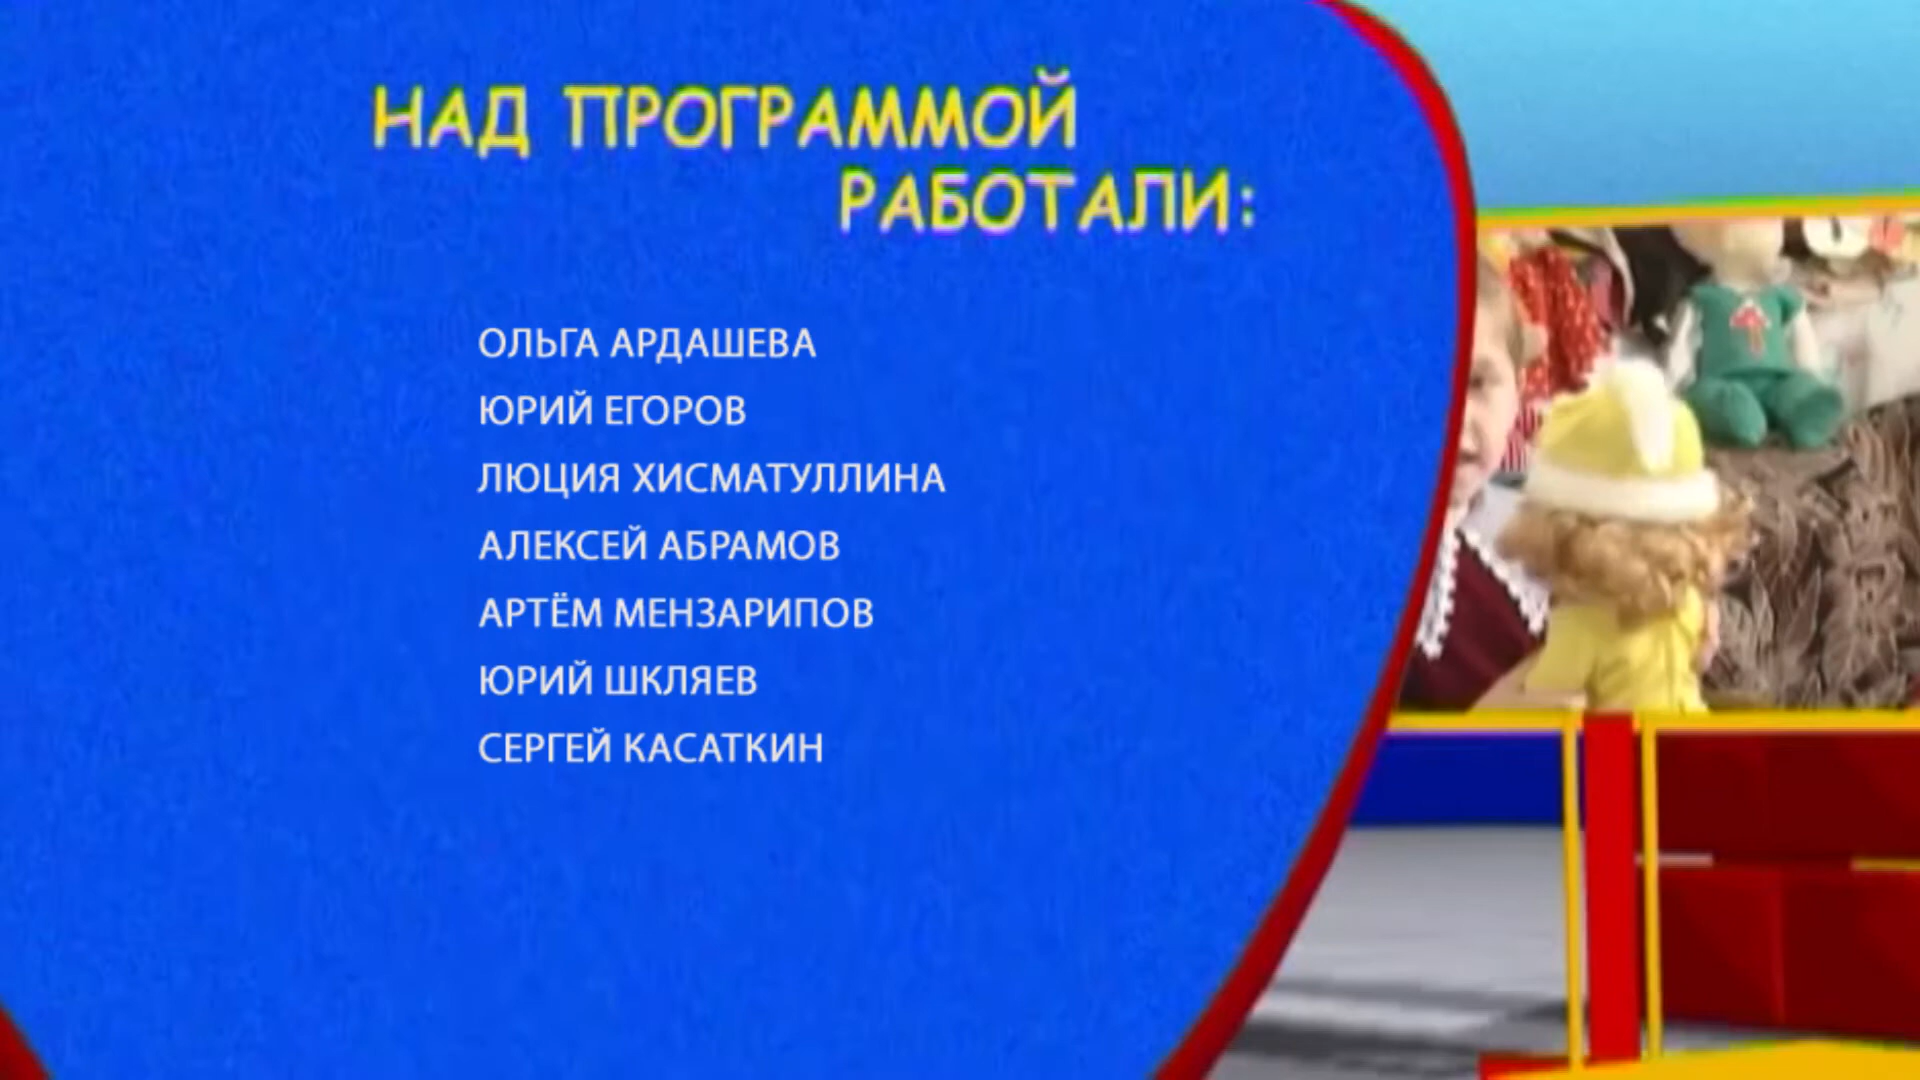 НАД ПРОГРАММОЙ
РАБОТАЛИ:
ОЛЬГА АРДАШЕВА
ЮРИЙ ЕГОРОВ
ЛЮЦИЯ ХИСМАТУЛЛИНА
АЛЕКСЕЙ АБРАМОВ
АРТЁМ МЕНЗАРИПОВ
ЮРИЙ ШКЛЯЕВ
СЕРГЕЙ КАСАТКИН